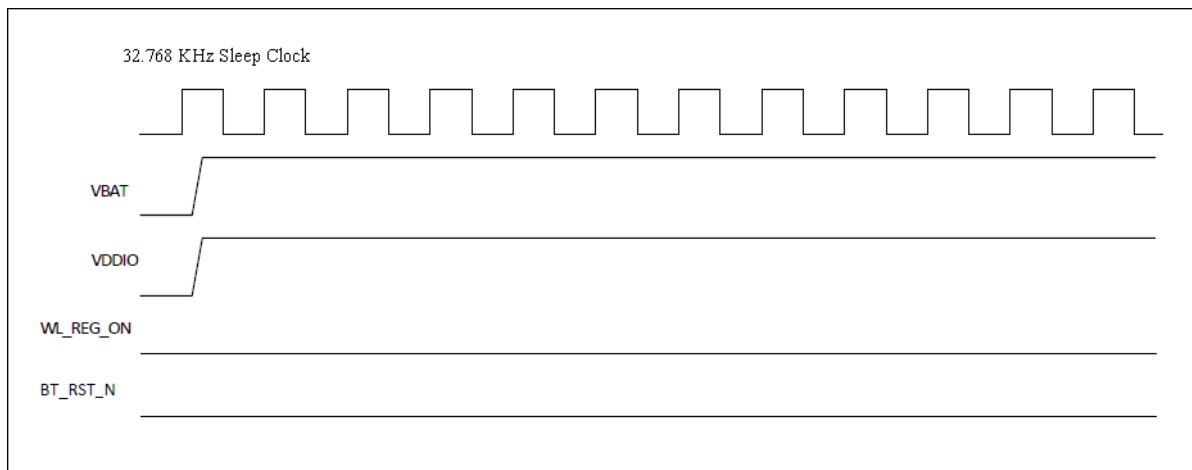 32.768 KHz Sleep Clock
VBAT
VDDIO
WL_REG_ON
BT_RST_N